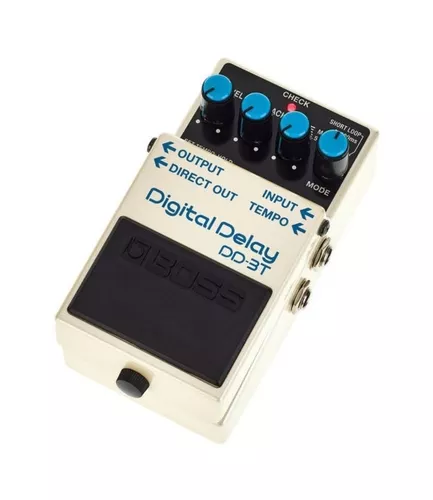 CHECK
SHORT LOOP
MODE
OUTPUT
DIRECT OUT
INPUT
TEMPO
Digital Delay
DD-3T
BOSS